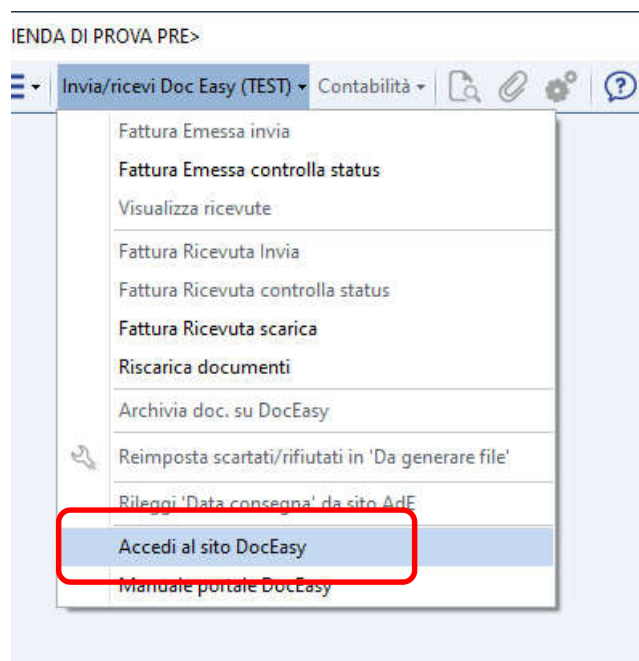 IENDA DI PROVA PRE>
Invia/ricevi Doc Easy (TEST) Contabilità
Fattura Emessa invia
Fattura Emessa controlla status
Visualizza ricevute
Fattura Ricevuta Invia
Fattura Ricevuta controlla status
Fattura Ricevuta scarica
Riscarica documenti
Archivia doc. su DocEasy
Reimposta scartati/rifiutati in 'Da generare file'
Rileggi 'Data consegna' da sito AdE
Accedi al sito DocEasy
Manuale portale DocEasy